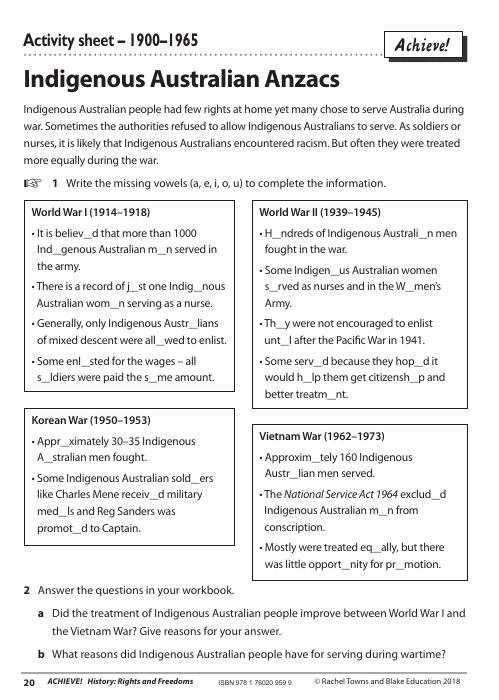 Activity sheet – 1900–1965
Achieve!
Indigenous Australian Anzacs
Indigenous Australian people had few rights at home yet many chose to serve Australia during
war. Sometimes the authorities refused to allow Indigenous Australians to serve. As soldiers or
nurses, it is likely that Indigenous Australians encountered racism. But often they were treated
more equally during the war.
1 Write the missing vowels (a, e, i, o, u) to complete the information.
World War I (1914–1918)
• It is believ__d that more than 1000
Ind__genous Australian m__n served in
the army.
• There is a record of j__st one Indig__nous
Australian wom__n serving as a nurse.
• Generally, only Indigenous Austr__lians
of mixed descent were all__wed to enlist.
• Some enl__sted for the wages – all
s__ldiers were paid the s__me amount.
World War II (1939–1945)
• H__ndreds of Indigenous Australi__n men
fought in the war.
• Some Indigen__us Australian women
s__rved as nurses and in the W__men's
Army.
• Th__y were not encouraged to enlist
unt__l after the Pacific War in 1941.
• Some serv__d because they hop__d it
would h__lp them get citizensh__p and
better treatm__nt.
Korean War (1950–1953)
• Appr__ximately 30–35 Indigenous
A__stralian men fought.
• Some Indigenous Australian sold__ers
like Charles Mene receiv__d military
med__ls and Reg Sanders was
promot__d to Captain.
Vietnam War (1962–1973)
• Approxim__tely 160 Indigenous
Austr__lian men served.
• The National Service Act 1964 exclud__d
Indigenous Australian m__n from
conscription.
• Mostly were treated eq__ally, but there
was little opport__nity for pr__motion.
2 Answer the questions in your workbook.
a Did the treatment of Indigenous Australian people improve between World War I and
the Vietnam War? Give reasons for your answer.
b What reasons did Indigenous Australian people have for serving during wartime?
20 ACHIEVE! History: Rights and Freedoms ISBN 978 1 76020 959 9 © Rachel Towns and Blake Education 2018